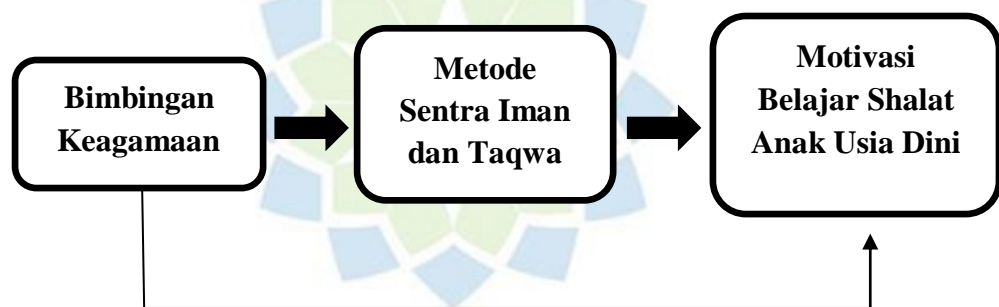 Bimbingan
Keagamaan
Metode
Sentra Iman
dan Taqwa
Motivasi
Belajar Shalat
Anak Usia Dini